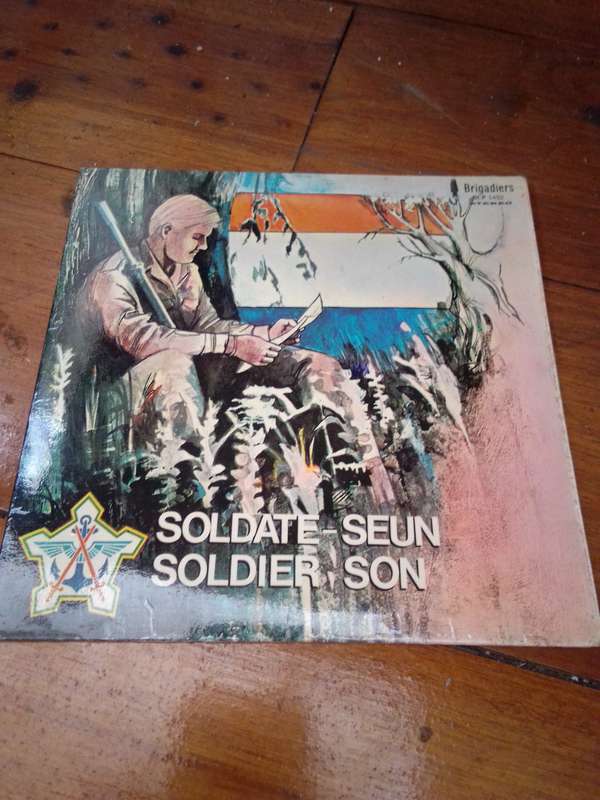 Brigadiers
STEREO
SOLDATE-SEUN
SOLDIER SON